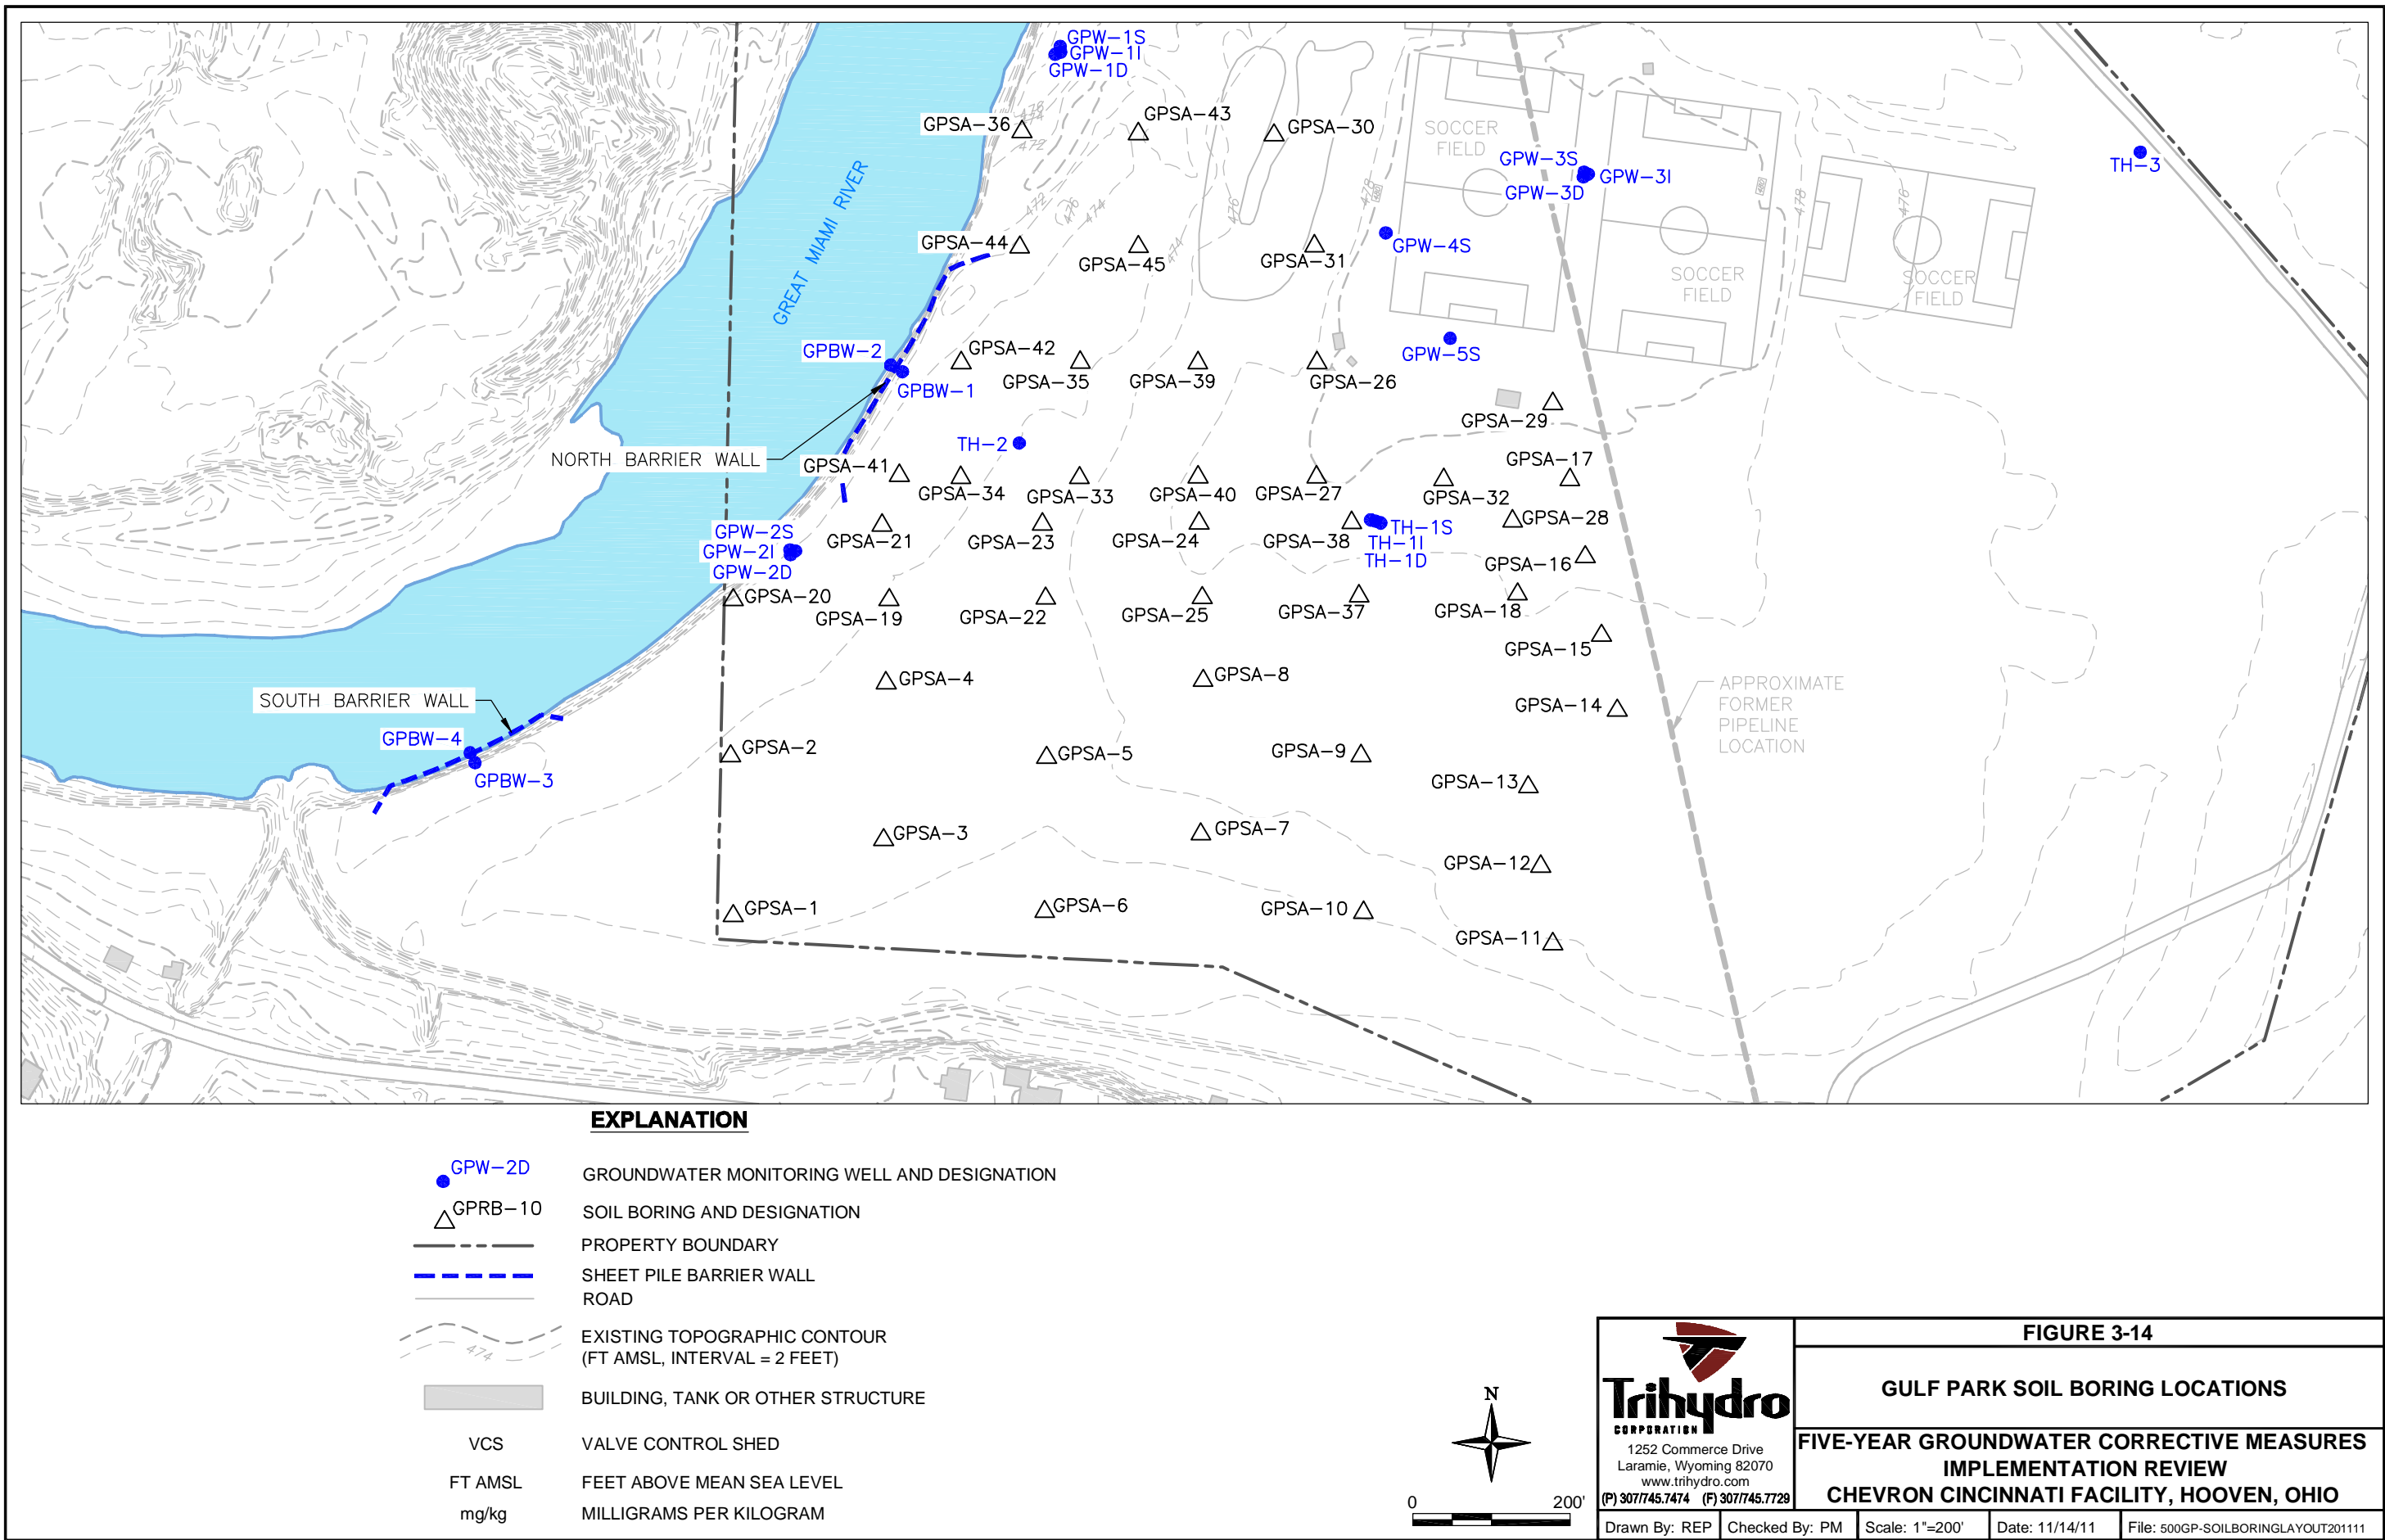 GPW-1S
GPW-1I
GPW-1D
478
474
472
GPSA-36
GPSA-43
GPSA-30
SOCCER
FIELD
GPW-3S
GPW-3I
GPW-3D
TH-3
GREAT MIAMI RIVER
472
476
474
476
478
478
476
GPSA-44
GPSA-45
474
GPSA-31
GPW-4S
SOCCER
FIELD
SOCCER
FIELD
GPBW-2
GPBW-1
GPSA-42
GPSA-35
GPSA-39
GPSA-26
GPW-5S
GPSA-29
NORTH BARRIER WALL
TH-2
GPSA-41
GPSA-34
GPSA-33
GPSA-40
GPSA-27
GPSA-32
GPSA-17
GPW-2S
GPW-2I
GPW-2D
GPSA-21
GPSA-23
GPSA-24
GPSA-38
TH-1S
TH-1I
TH-1D
GPSA-28
GPSA-16
GPSA-20
GPSA-19
GPSA-22
GPSA-25
GPSA-37
GPSA-18
GPSA-15
SOUTH BARRIER WALL
GPSA-4
GPSA-8
GPSA-14
APPROXIMATE
FORMER
PIPELINE
LOCATION
GPBW-4
GPBW-3
GPSA-2
GPSA-5
GPSA-9
GPSA-13
GPSA-3
GPSA-7
GPSA-12
GPSA-1
GPSA-6
GPSA-10
GPSA-11
EXPLANATION
GPW-2D GROUNDWATER MONITORING WELL AND DESIGNATION
GPRB-10 SOIL BORING AND DESIGNATION
PROPERTY BOUNDARY
SHEET PILE BARRIER WALL
ROAD
474 EXISTING TOPOGRAPHIC CONTOUR
(FT AMSL, INTERVAL = 2 FEET)
BUILDING, TANK OR OTHER STRUCTURE
VCS VALVE CONTROL SHED
FT AMSL FEET ABOVE MEAN SEA LEVEL
mg/kg MILLIGRAMS PER KILOGRAM
N
0 200'
Trihydro
CORPORATION
1252 Commerce Drive
Laramie, Wyoming 82070
www.trihydro.com
(P) 307/745.7474 (F) 307/745.7729
FIGURE 3-14
GULF PARK SOIL BORING LOCATIONS
FIVE-YEAR GROUNDWATER CORRECTIVE MEASURES
IMPLEMENTATION REVIEW
CHEVRON CINCINNATI FACILITY, HOOVEN, OHIO
Drawn By: REP Checked By: PM Scale: 1"=200' Date: 11/14/11 File: 500GP-SOILBORINGLAYOUT201111